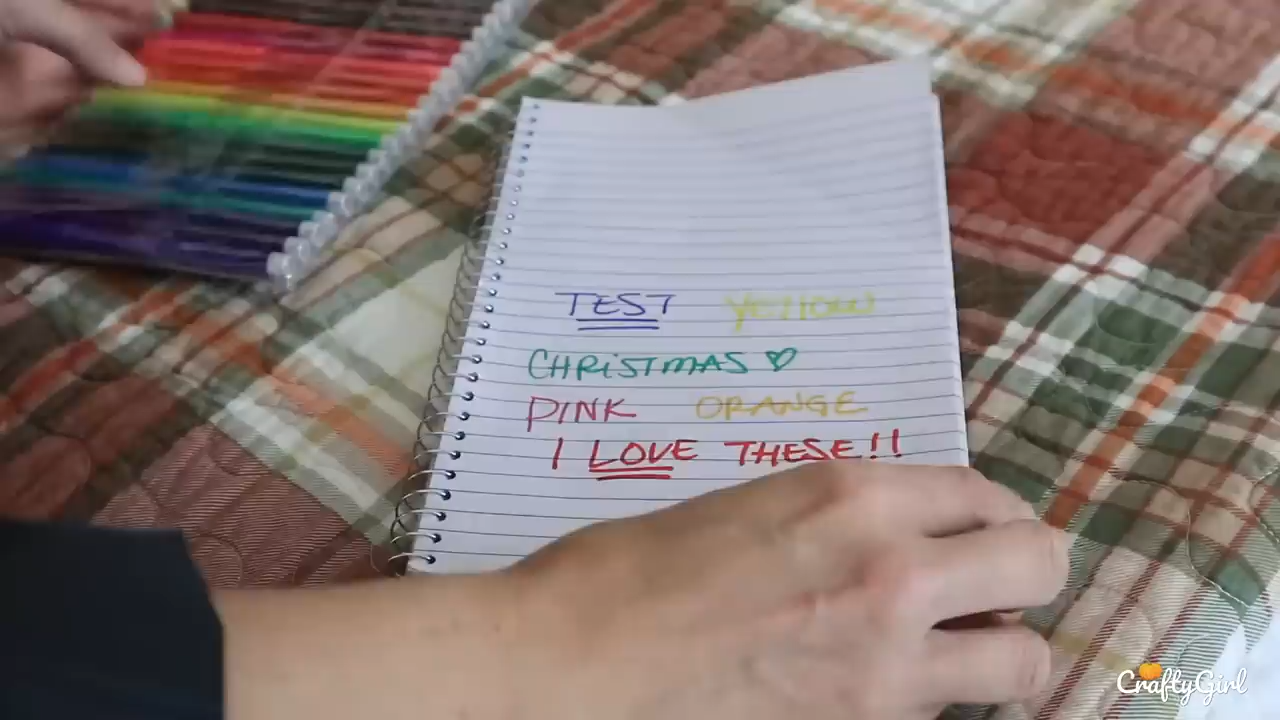 TEST YELLOW
CHRiSTMAS ♡
PINK ORANGE
I LOVE THESE!!
CraftyGirl